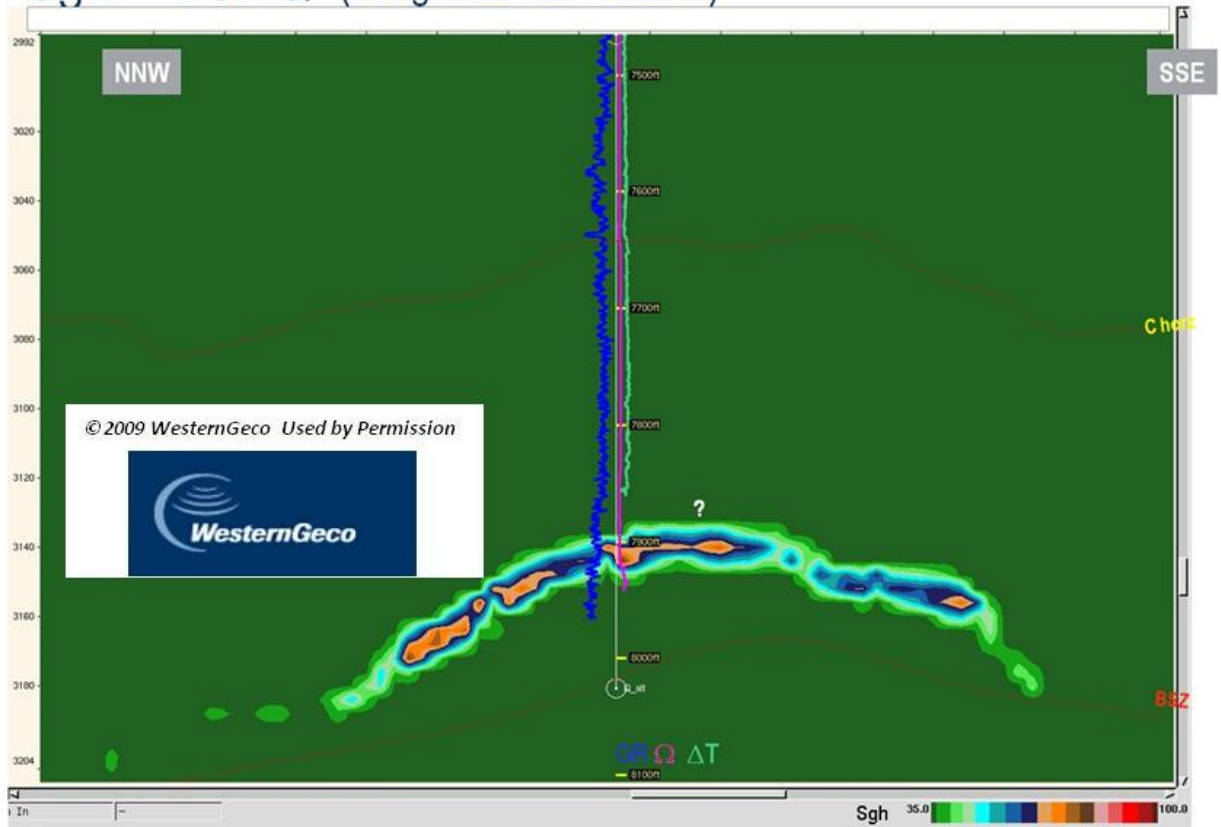 2992
NNW
SSE
7500ft
3020
7600ft
3040
3060
7700ft
3080
C horz
3100
7800ft
© 2009 WesternGeco Used by Permission
WesternGeco
3120
?
3140
7900ft
3160
8000ft
3180
BSZ
3204
GR Ω ΔT
8100ft
In
Sgh 35.0 100.0